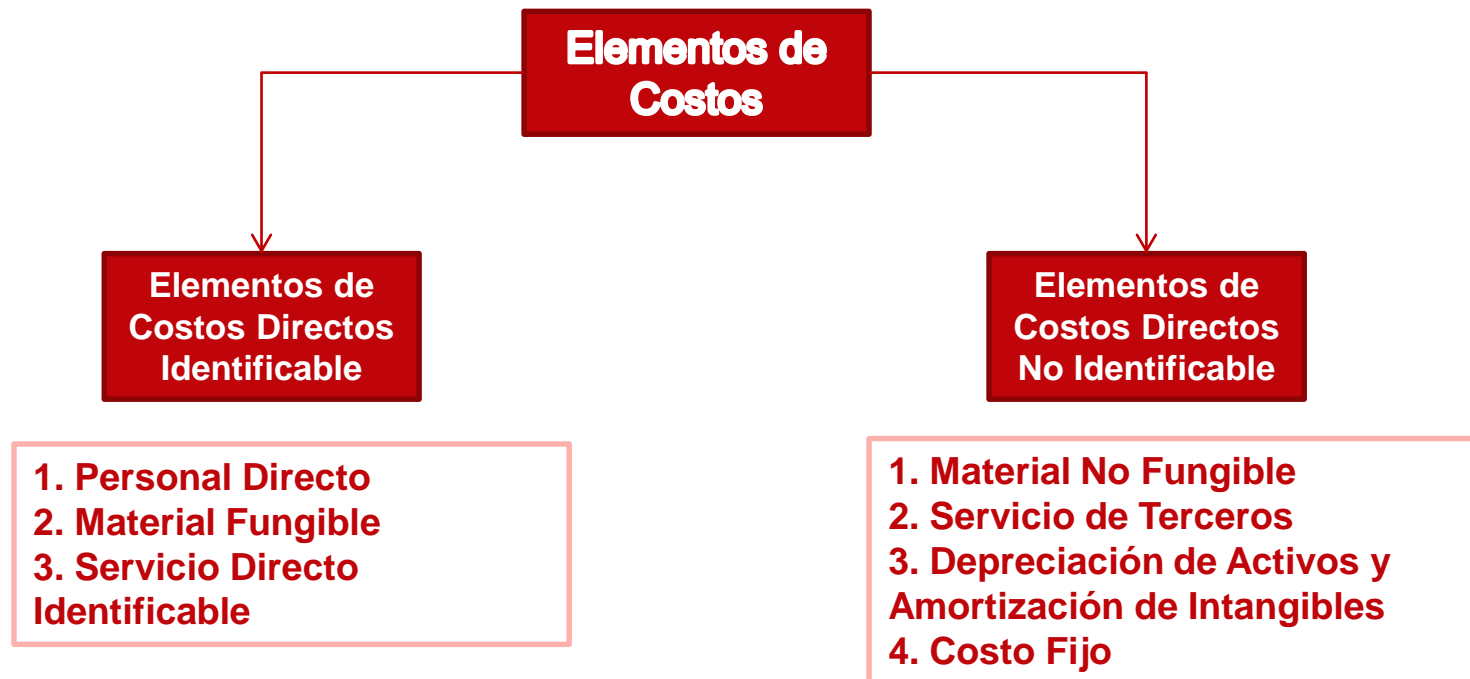 Elementos de
Costos
Elementos de
Costos Directos
Identificable
Elementos de
Costos Directos
No Identificable
1. Personal Directo
2. Material Fungible
3. Servicio Directo
Identificable
1. Material No Fungible
2. Servicio de Terceros
3. Depreciación de Activos y
Amortización de Intangibles
4. Costo Fijo